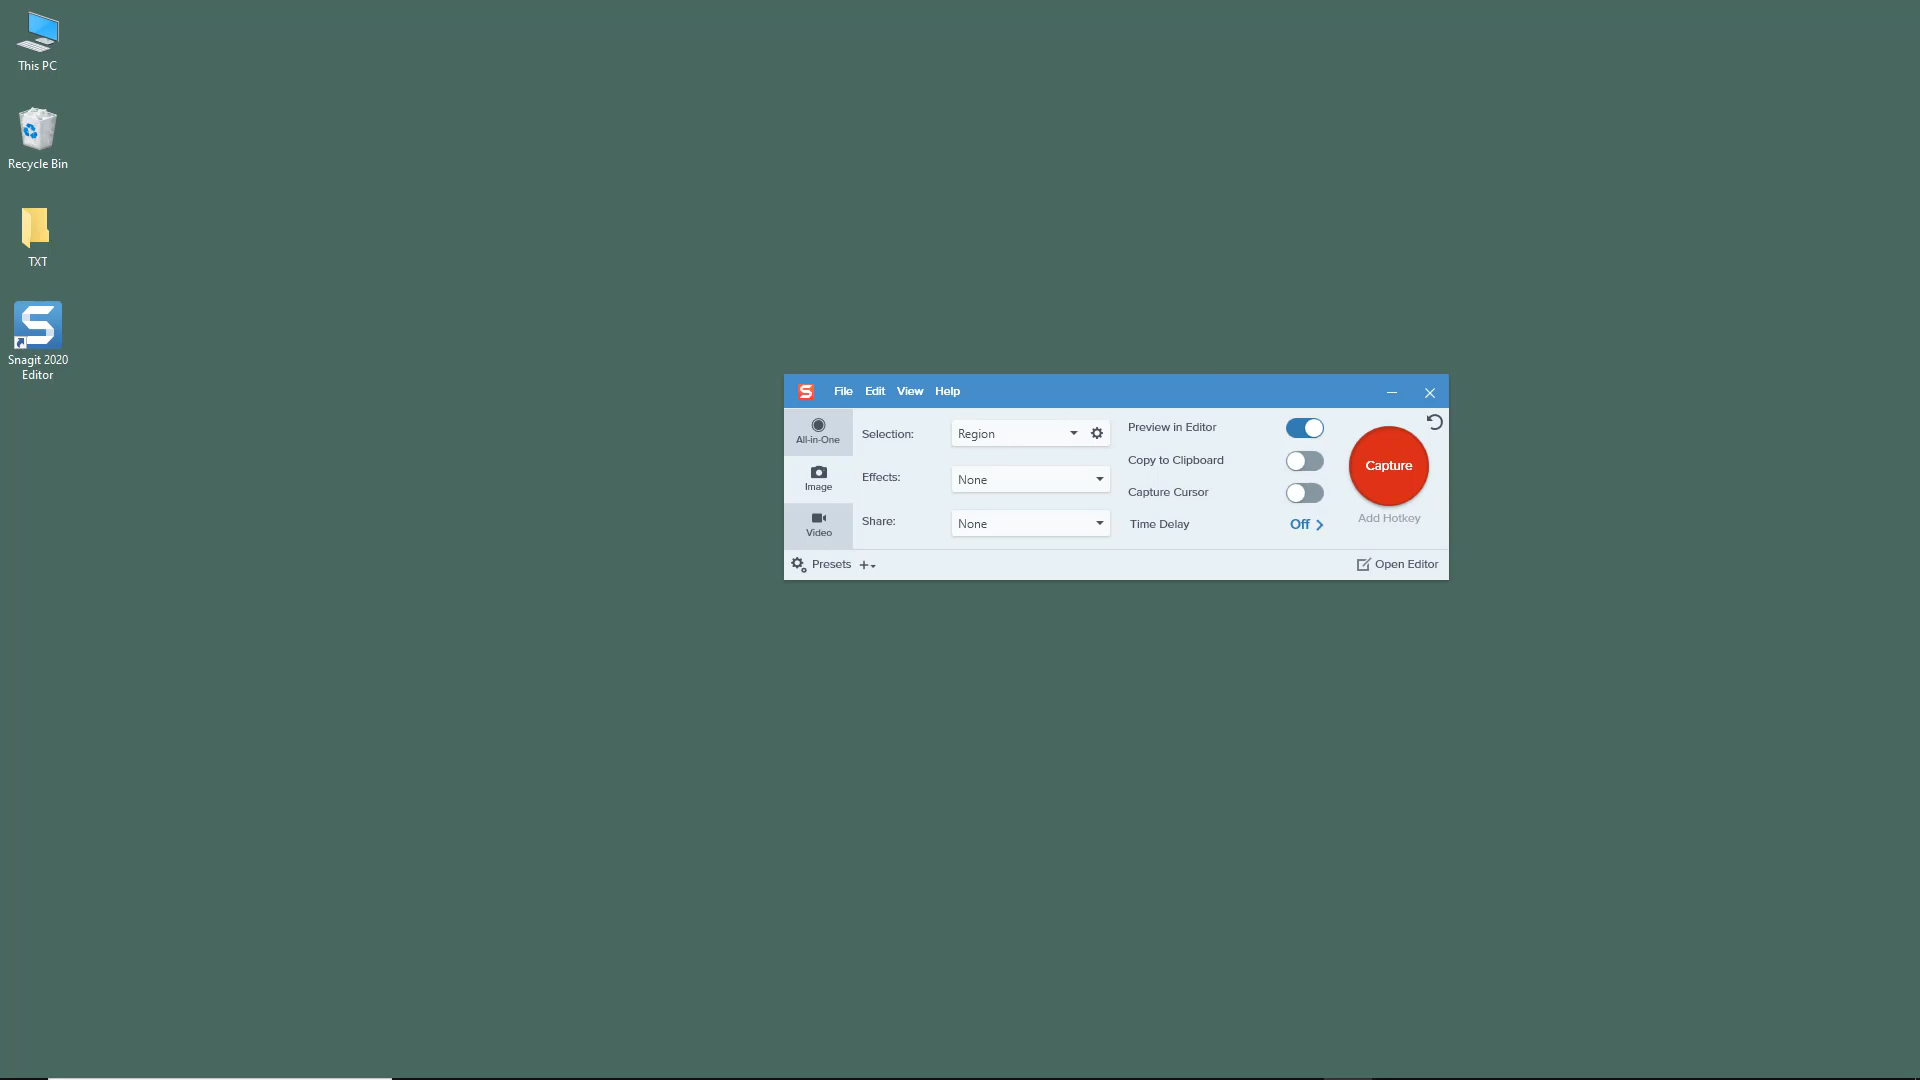 This PC
Recycle Bin
TXT
Snagit 2020
Editor
File Edit View Help
All-in-One
Image
Video
Selection: Region
Effects: None
Share: None
Preview in Editor
Copy to Clipboard
Capture Cursor
Time Delay Off
Capture
Add Hotkey
Presets
Open Editor